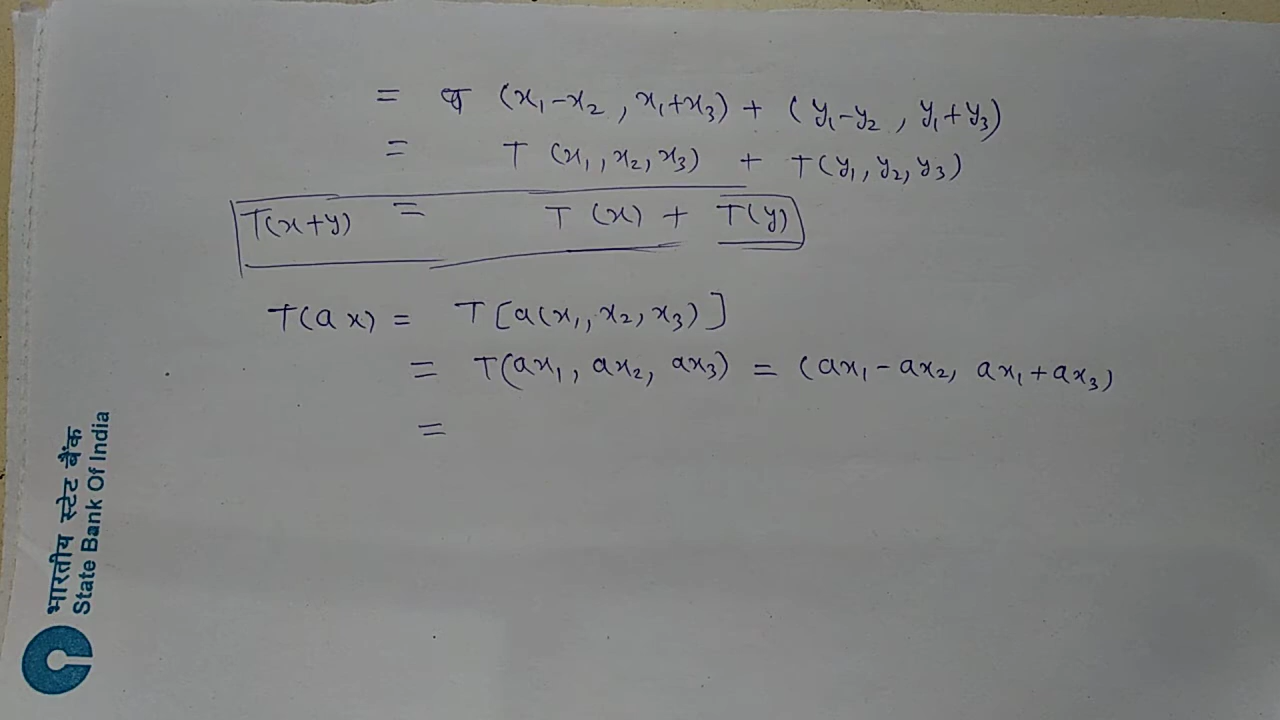 = (x₁-x₂, x₁+x₃) + (y₁-y₂, y₁+y₃)
= T (x₁, x₂, x₃) + T(y₁, y₂, y₃)
T(x+y) = T(x) + T(y)
T(ax) = T[a(x₁, x₂, x₃)]
= T(ax₁, ax₂, ax₃) = (ax₁-ax₂, ax₁+ax₃)
=
भारतीय स्टेट बैंक
State Bank Of India